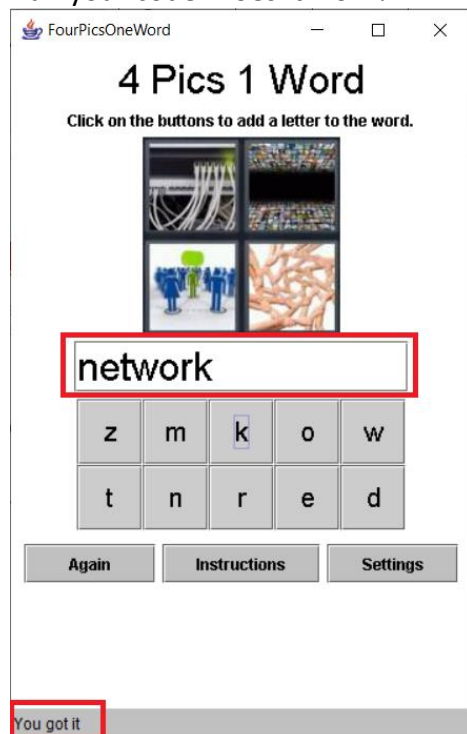 FourPicsOneWord
4 Pics 1 Word
Click on the buttons to add a letter to the word.
network
z m k o w
t n r e d
Again Instructions Settings
You got it